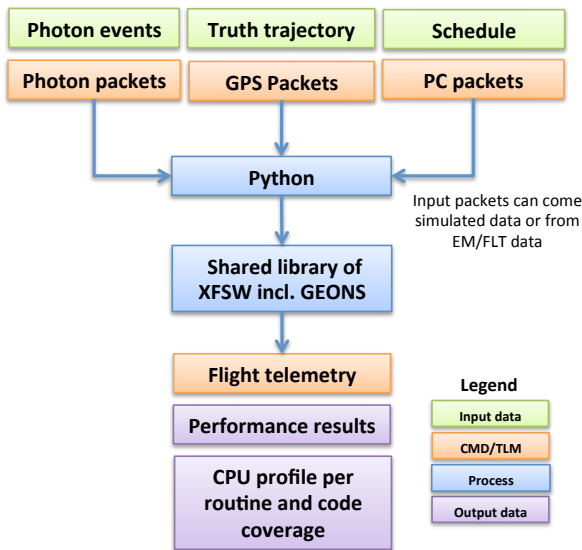 Photon events
Truth trajectory
Schedule
Photon packets
GPS Packets
PC packets
Python
Input packets can come
simulated data or from
EM/FLT data
Shared library of
XFSW incl. GEONS
Flight telemetry
Performance results
CPU profile per
routine and code
coverage
Legend
Input data
CMD/TLM
Process
Output data